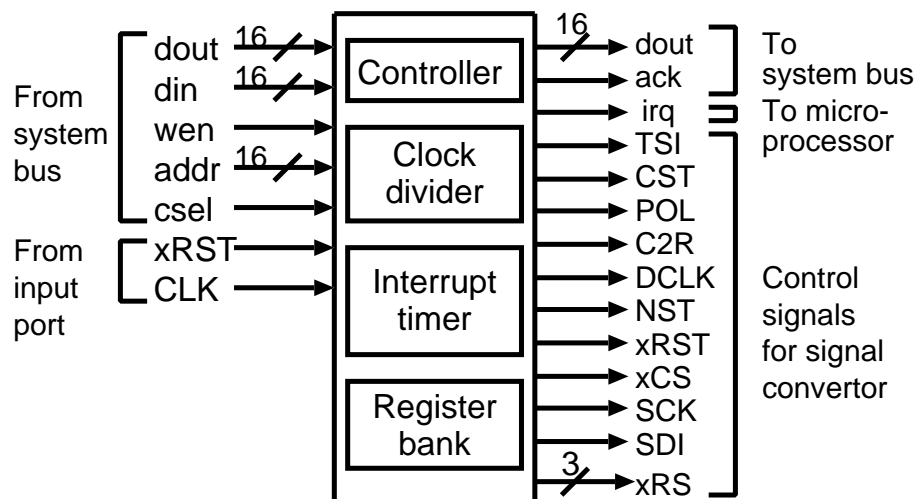 From
system
bus
dout
16
din
16
wen
addr
16
csel
From
input
port
xRST
CLK
Controller
Clock
divider
Interrupt
timer
Register
bank
16
dout
ack
irq
TSI
CST
POL
C2R
DCLK
NST
xRST
xCS
SCK
SDI
3
xRS
To
system bus
To micro-
processor
Control
signals
for signal
convertor